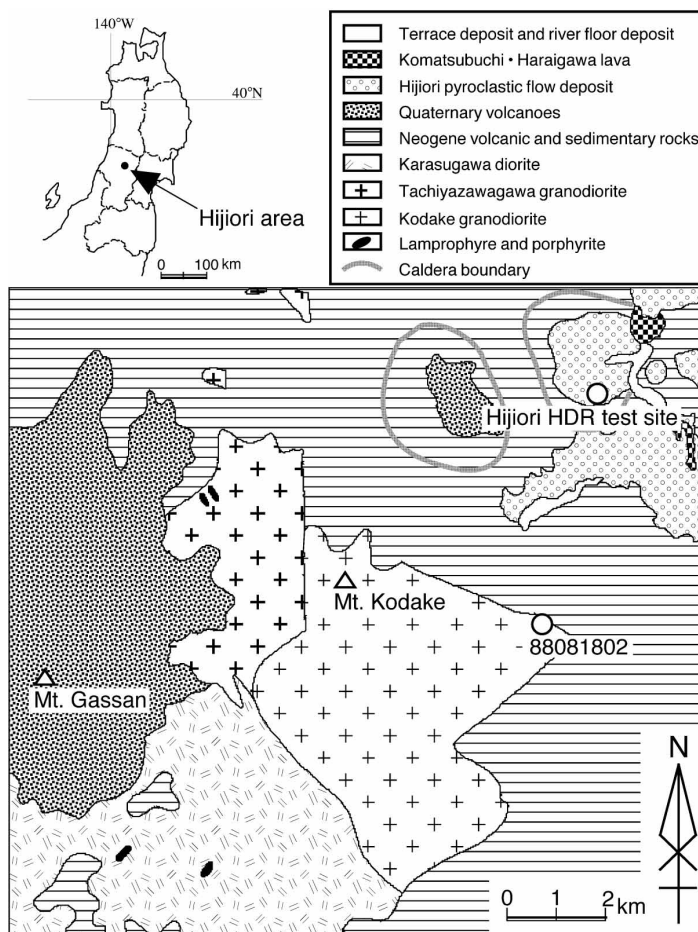 140°W
40°N
Hijiori area
0 100 km
Terrace deposit and river floor deposit
Komatsubuchi・Haraigawa lava
Hijiori pyroclastic flow deposit
Quaternary volcanoes
Neogene volcanic and sedimentary rocks
Karasugawa diorite
Tachiyazawagawa granodiorite
Kodake granodiorite
Lamprophyre and porphyrite
Caldera boundary
Hijiori HDR test site
Mt. Kodake
88081802
Mt. Gassan
N
0 1 2 km